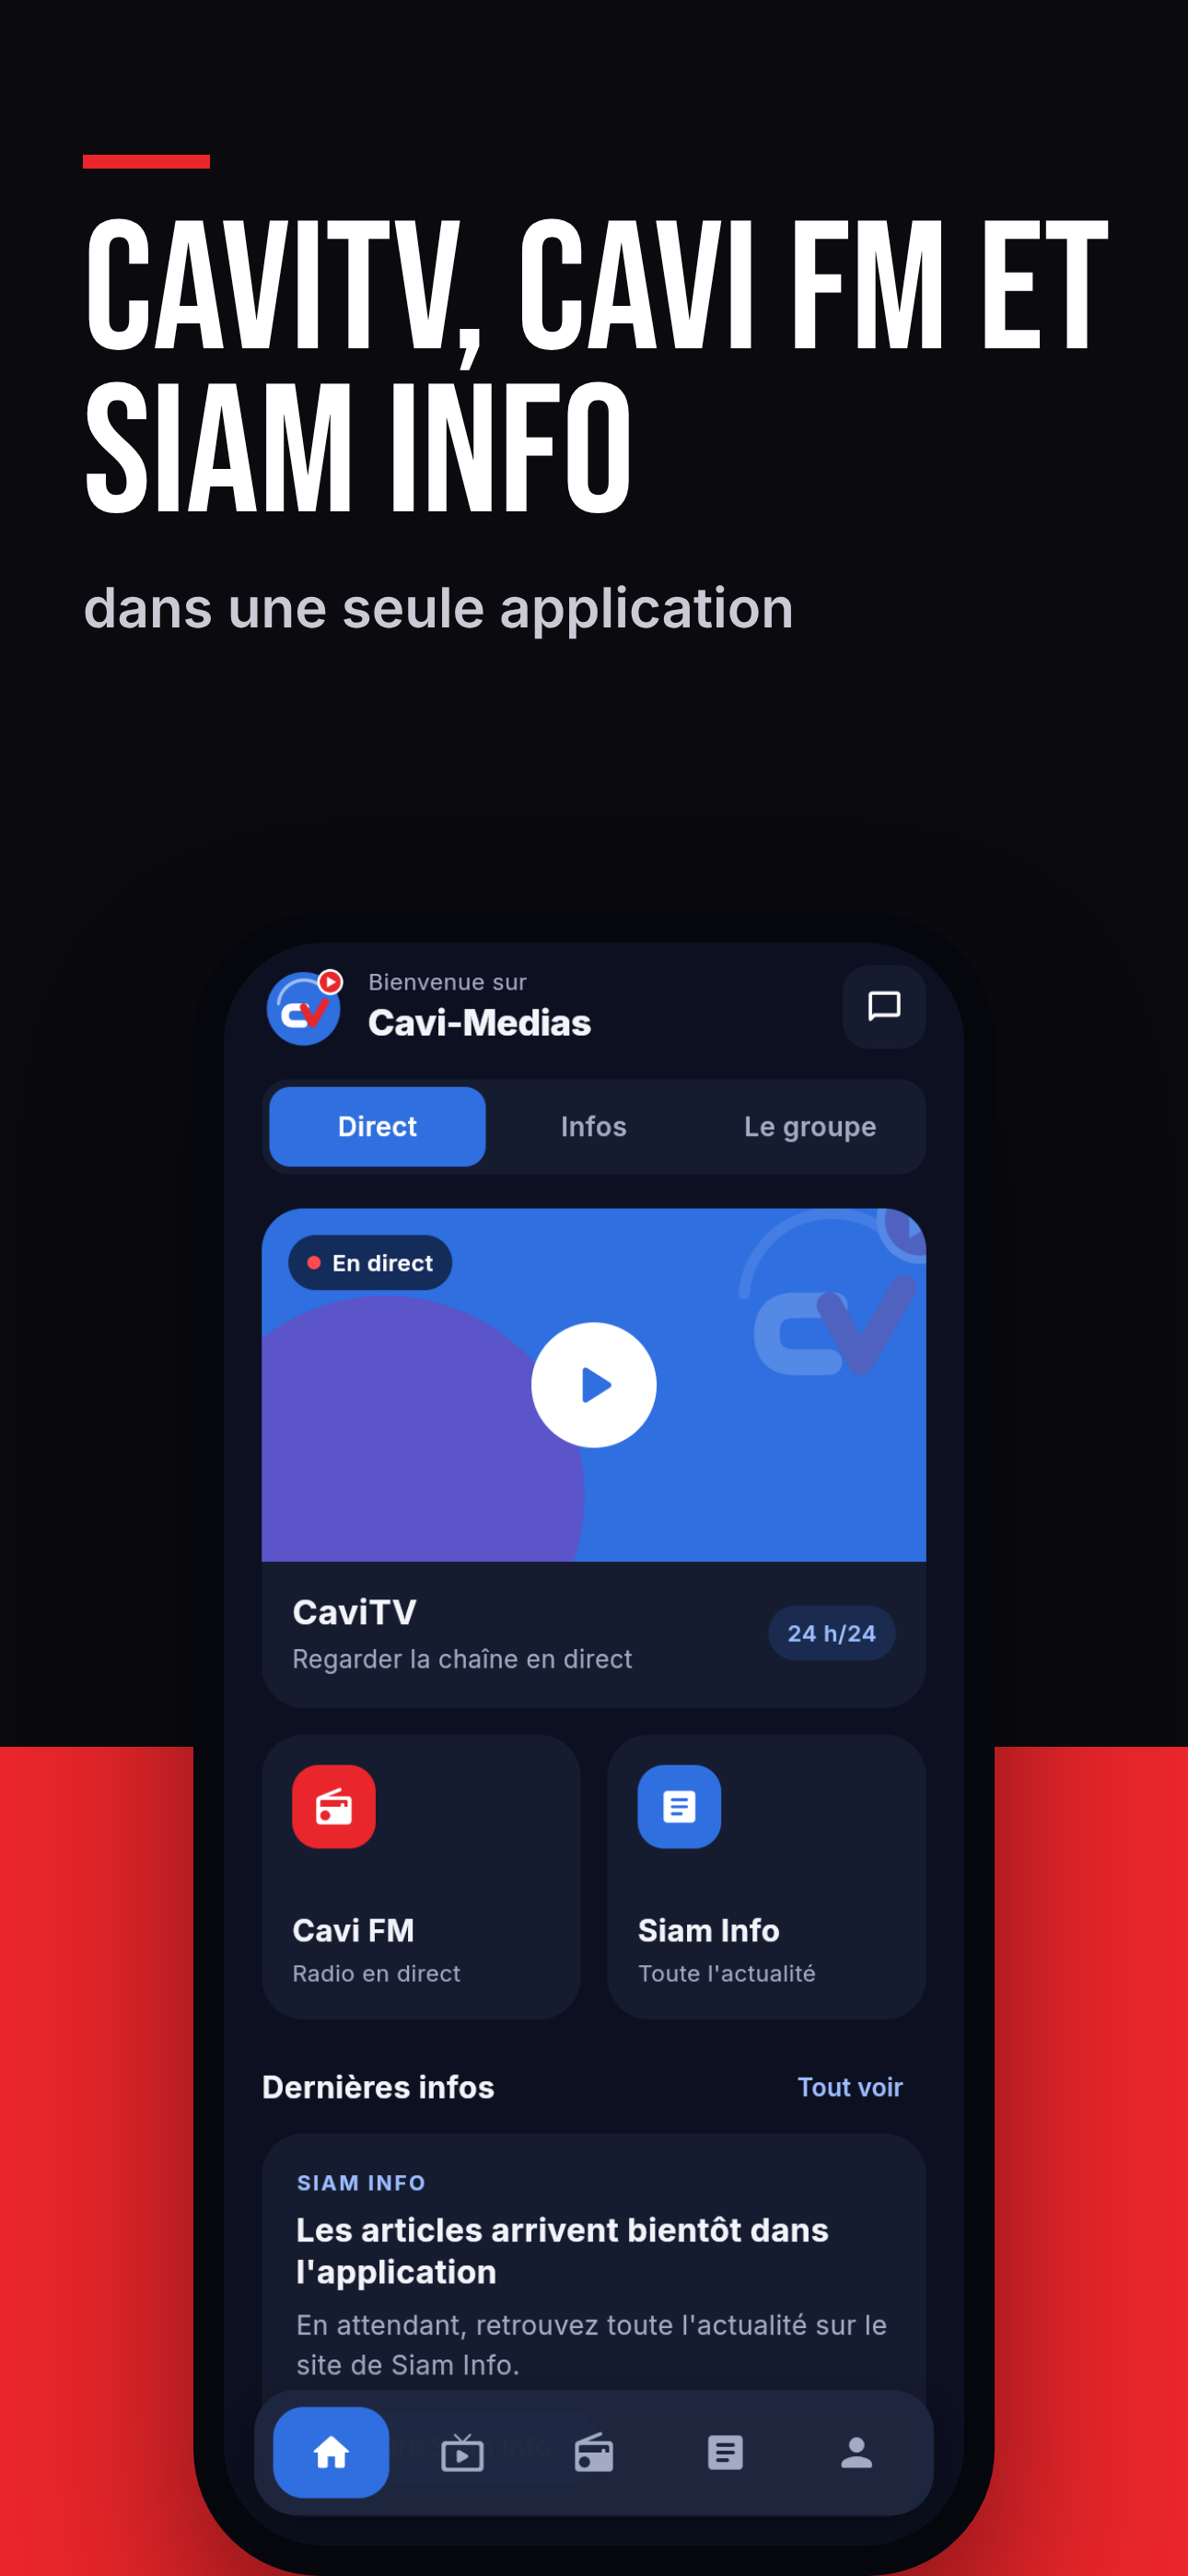 CAVITV, CAVI FM ET
SIAM INFO
dans une seule application
Bienvenue sur
Cavi-Medias
Direct
Infos
Le groupe
En direct
CaviTV
Regarder la chaîne en direct
24 h/24
Cavi FM
Radio en direct
Siam Info
Toute l'actualité
Dernières infos
Tout voir
SIAM INFO
Les articles arrivent bientôt dans
l'application
En attendant, retrouvez toute l'actualité sur le
site de Siam Info.